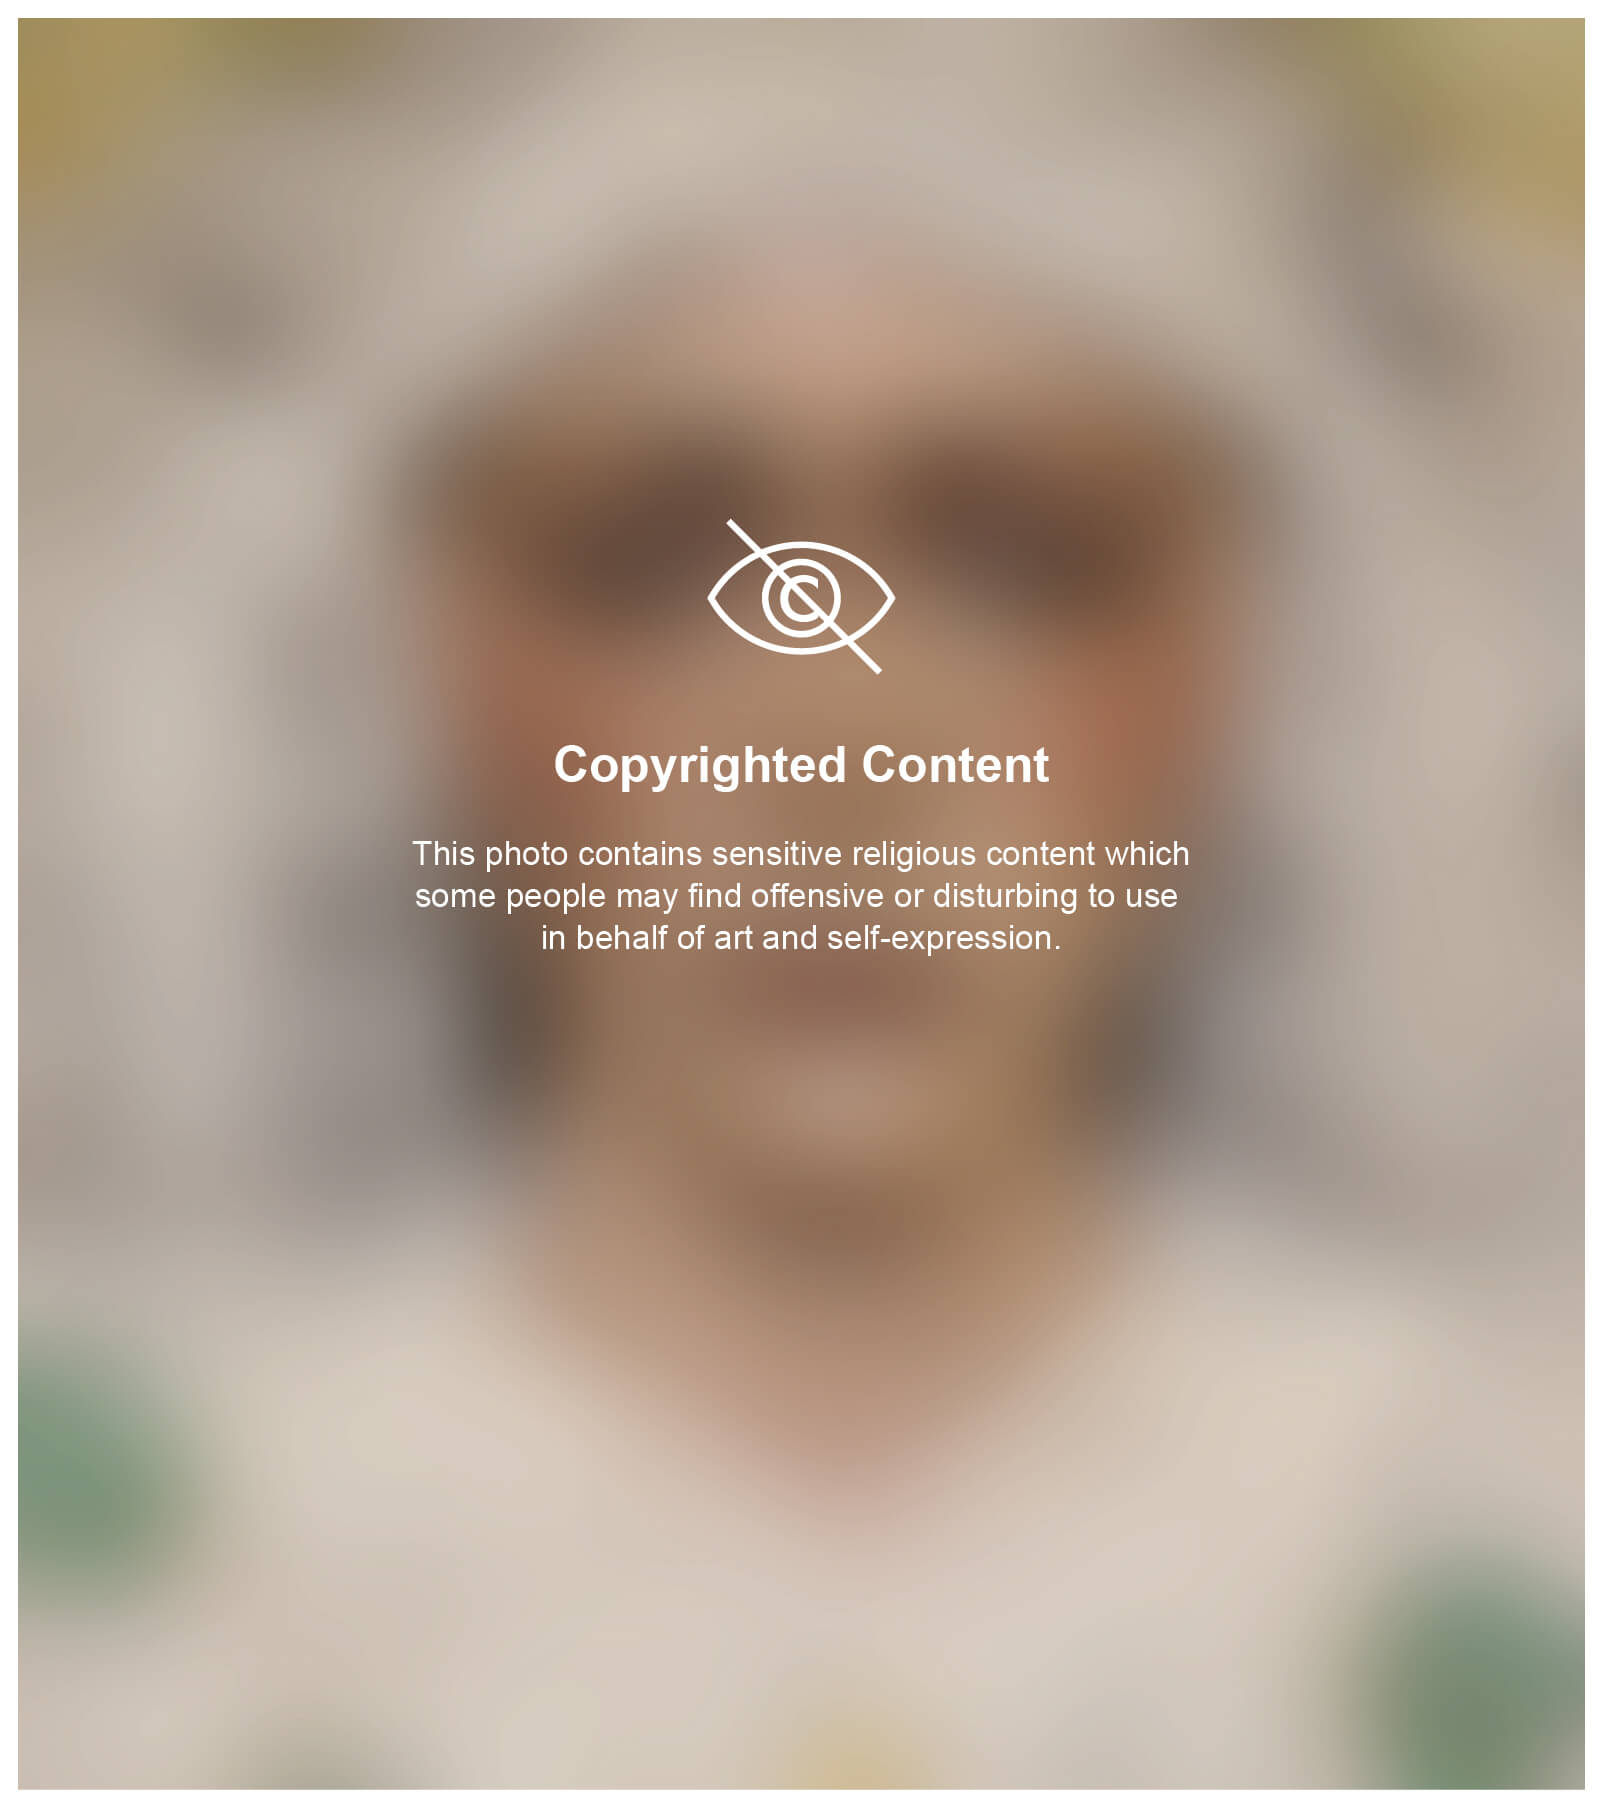 ©
Copyrighted Content
This photo contains sensitive religious content which
some people may find offensive or disturbing to use
in behalf of art and self-expression.